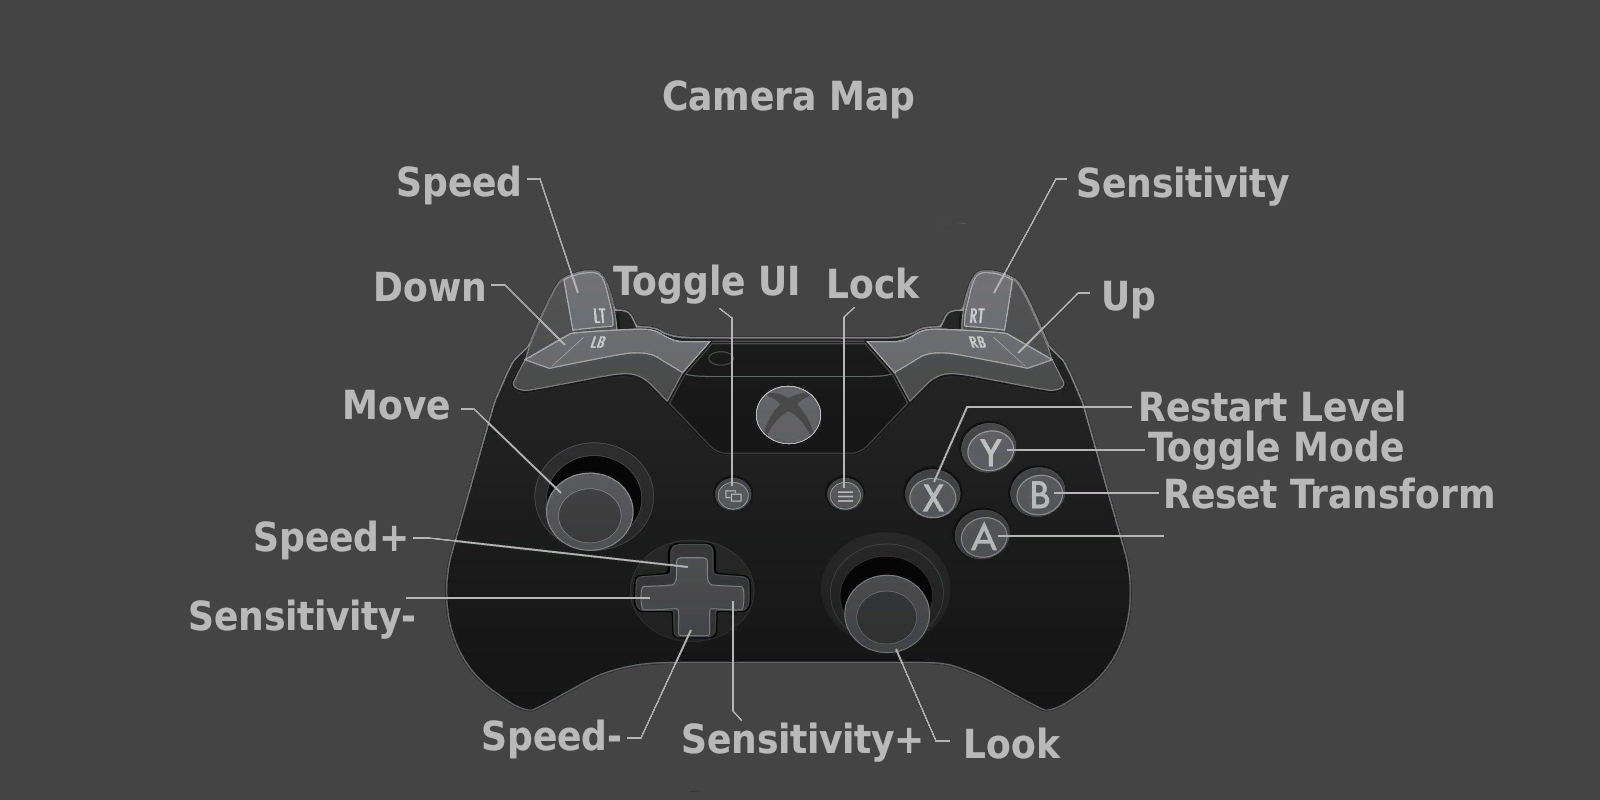 Camera Map
Speed
Sensitivity
Down
Toggle UI
Lock
Up
LT
RT
LB
RB
Move
Restart Level
Y
Toggle Mode
X
B
Reset Transform
A
Speed+
Sensitivity-
Speed-
Sensitivity+
Look